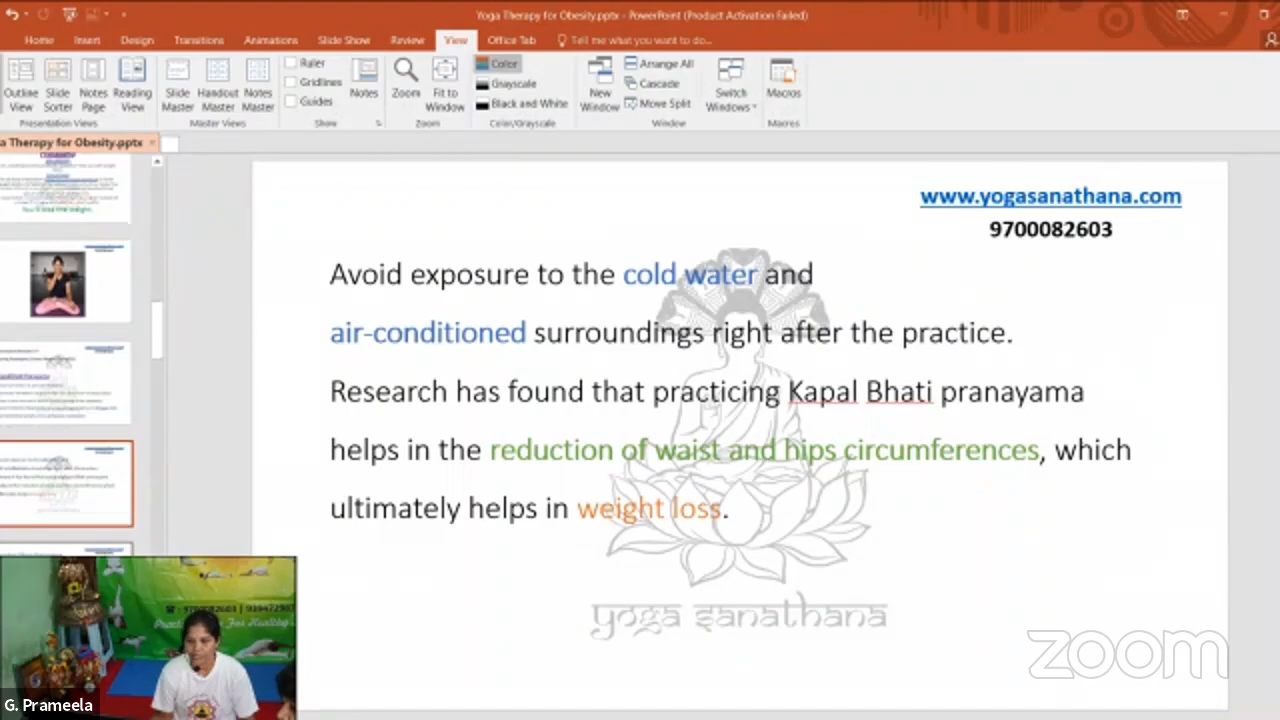 Yoga Therapy for Obesity.pptx - PowerPoint (Product Activation Failed)
Home Insert Design Transitions Animations Slide Show Review View Office Tab Tell me what you want to do...
Outline View
Slide Sorter
Notes Page
Reading View
Presentation Views
Slide Master
Handout Master
Notes Master
Master Views
Ruler
Gridlines
Guides
Show
Notes
Zoom
Fit to Window
Zoom
Color
Grayscale
Black and White
Color/Grayscale
New Window
Arrange All
Cascade
Move Split
Switch Windows
Window
Macros
Macros
a Therapy for Obesity.pptx
www.yogasanathana.com
9700082603
Avoid exposure to the cold water and
air-conditioned surroundings right after the practice.
Research has found that practicing Kapal Bhati pranayama
helps in the reduction of waist and hips circumferences, which
ultimately helps in weight loss.
yoga sanathana
zoom
G. Prameela